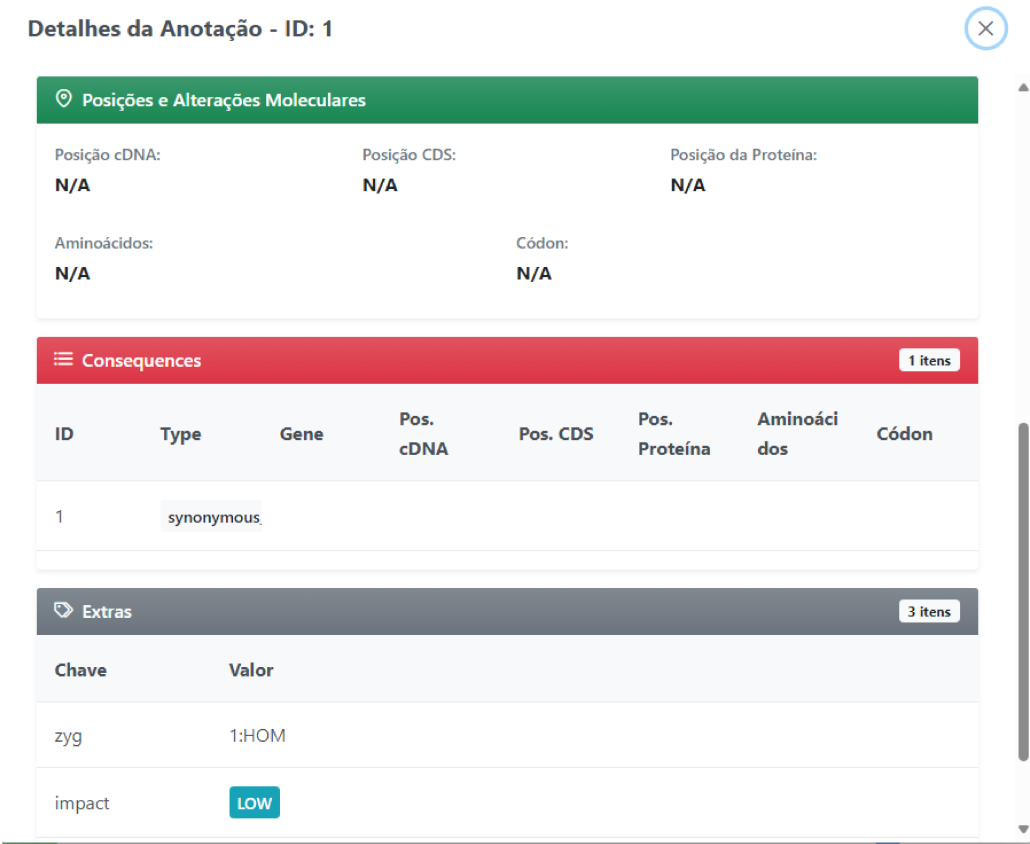 Detalhes da Anotação - ID: 1
Posições e Alterações Moleculares
Posição cDNA: Posição CDS: Posição da Proteína:
N/A N/A N/A
Aminoácidos: Códon:
N/A N/A
Consequences 1 itens
ID Type Gene Pos. cDNA Pos. CDS Pos. Proteína Aminoáci dos Códon
1 synonymous_
Extras 3 itens
Chave Valor
zyg 1:HOM
impact LOW